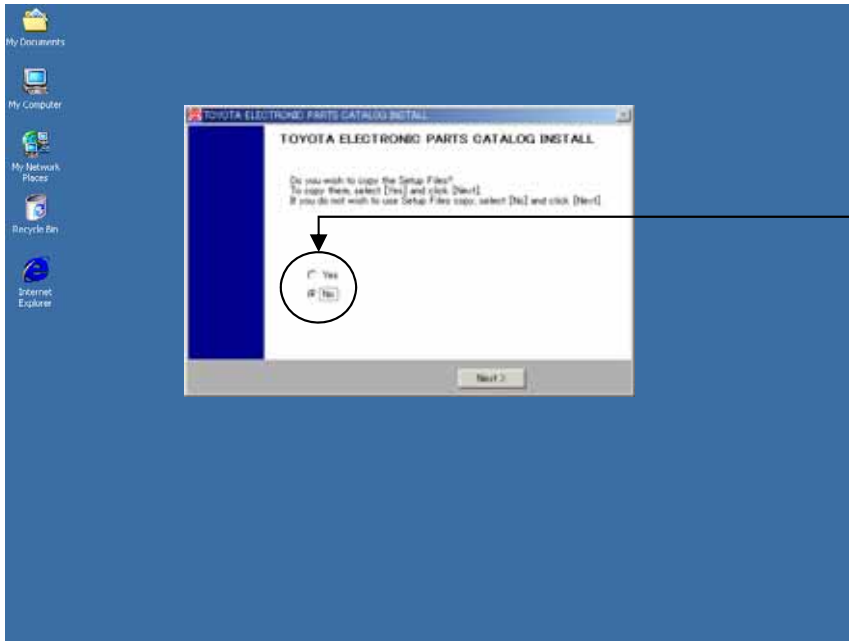 My Documents
My Computer
My Network
Places
Recycle Bin
Internet
Explorer
TOYOTA ELECTRONIC PARTS CATALOG INSTALL
TOYOTA ELECTRONIC PARTS CATALOG INSTALL
Do you wish to copy the Setup Files?
To copy them, select [Yes] and click [Next].
If you do not wish to use Setup Files copy, select [No] and click [Next].
Yes
No
Next >